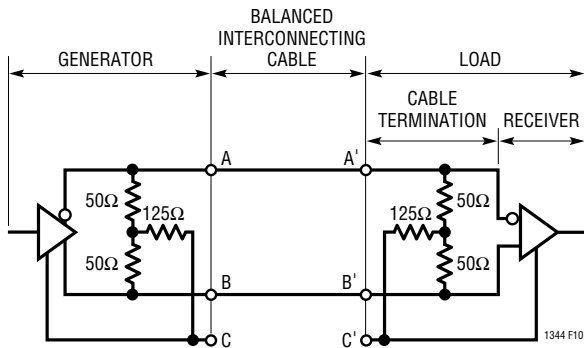 BALANCED
INTERCONNECTING
CABLE
GENERATOR
LOAD
CABLE
TERMINATION
RECEIVER
A
A'
50Ω
125Ω
50Ω
50Ω
125Ω
50Ω
B
B'
C
C'
1344 F10